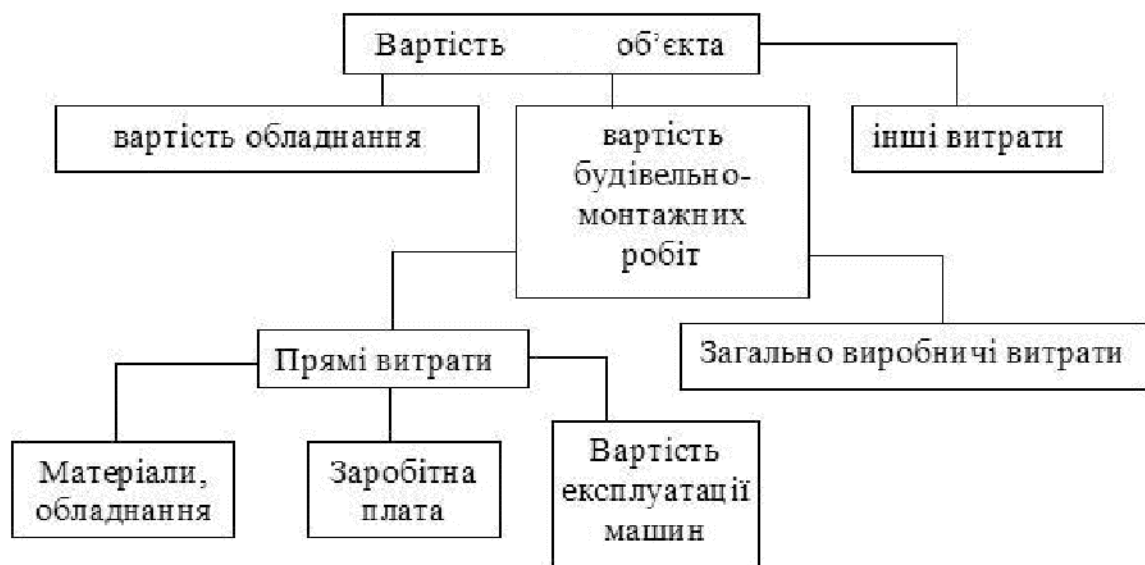 Вартість об’єкта
вартість обладнання
вартість
будівельно-
монтажних
робіт
інші витрати
Прямі витрати
Загально виробничі витрати
Матеріали,
обладнання
Заробітна
плата
Вартість
експлуатації
машин